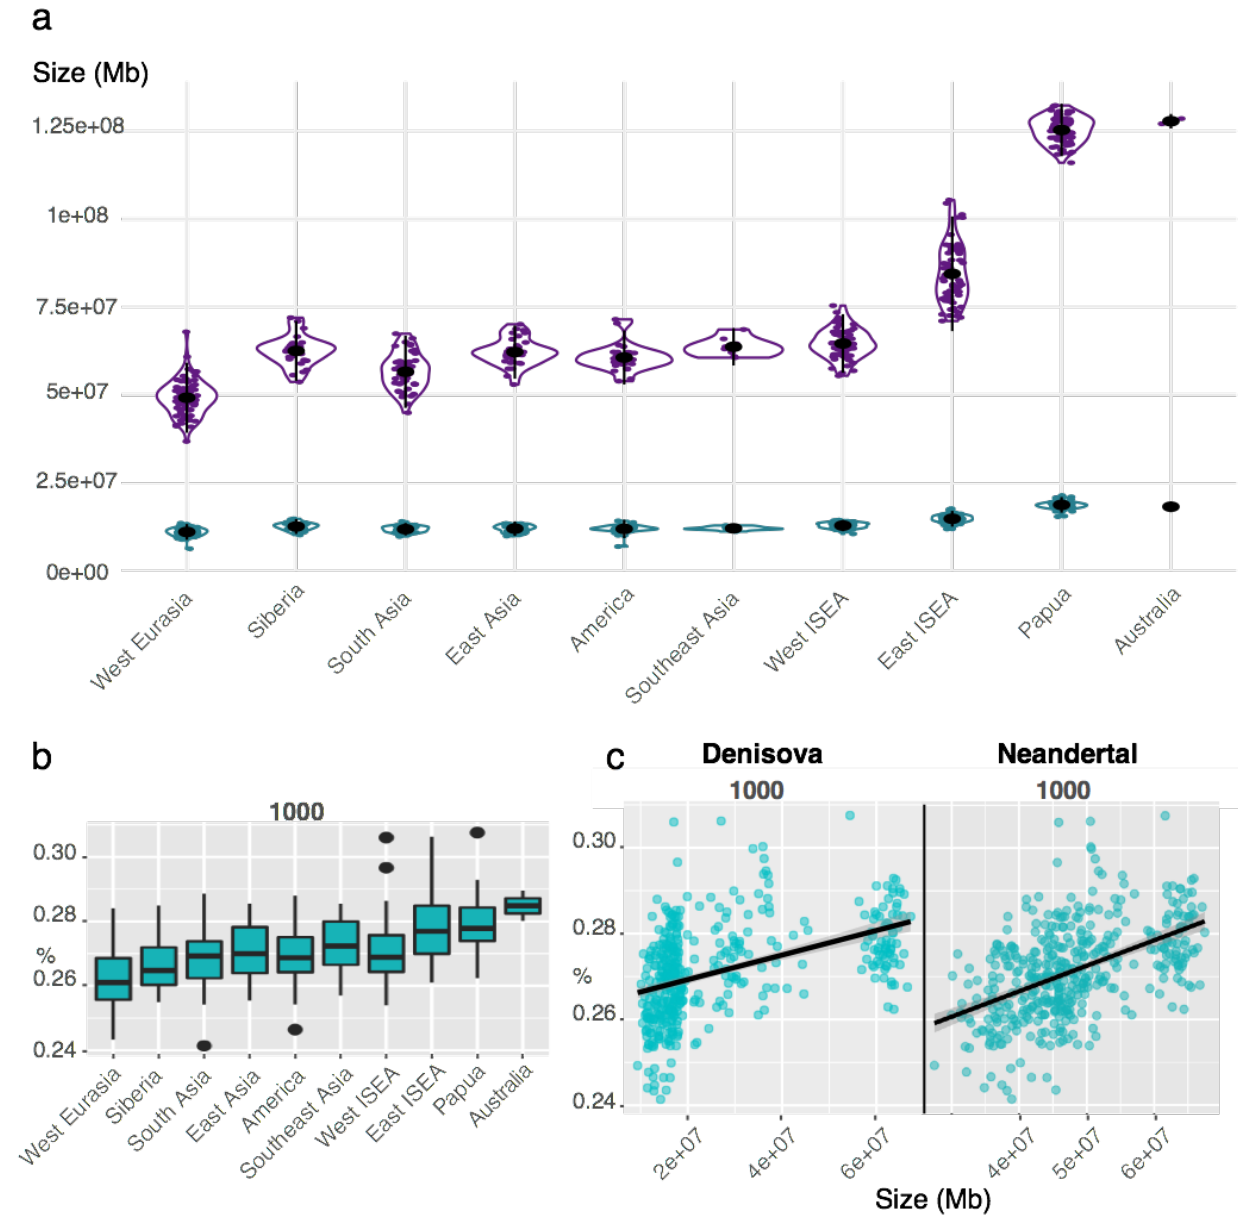 a
Size (Mb)
1.25e+08
1e+08
7.5e+07
5e+07
2.5e+07
0e+00
West Eurasia
Siberia
South Asia
East Asia
America
Southeast Asia
West ISEA
East ISEA
Papua
Australia
b
1000
0.30
0.28
%
0.26
0.24
West Eurasia
Siberia
South Asia
East Asia
America
Southeast Asia
West ISEA
East ISEA
Papua
Australia
c
Denisova
Neandertal
1000
1000
0.30
0.28
%
0.26
0.24
2e+07
4e+07
6e+07
4e+07
5e+07
6e+07
Size (Mb)